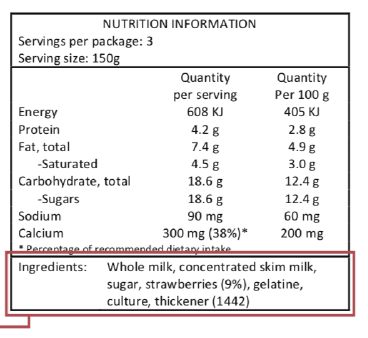 NUTRITION INFORMATION
Servings per package: 3
Serving size: 150g
Quantity Quantity
per serving Per 100 g
Energy 608 KJ 405 KJ
Protein 4.2 g 2.8 g
Fat, total 7.4 g 4.9 g
-Saturated 4.5 g 3.0 g
Carbohydrate, total 18.6 g 12.4 g
-Sugars 18.6 g 12.4 g
Sodium 90 mg 60 mg
Calcium 300 mg (38%)* 200 mg
* Percentage of recommended dietary intake
Ingredients: Whole milk, concentrated skim milk,
sugar, strawberries (9%), gelatine,
culture, thickener (1442)